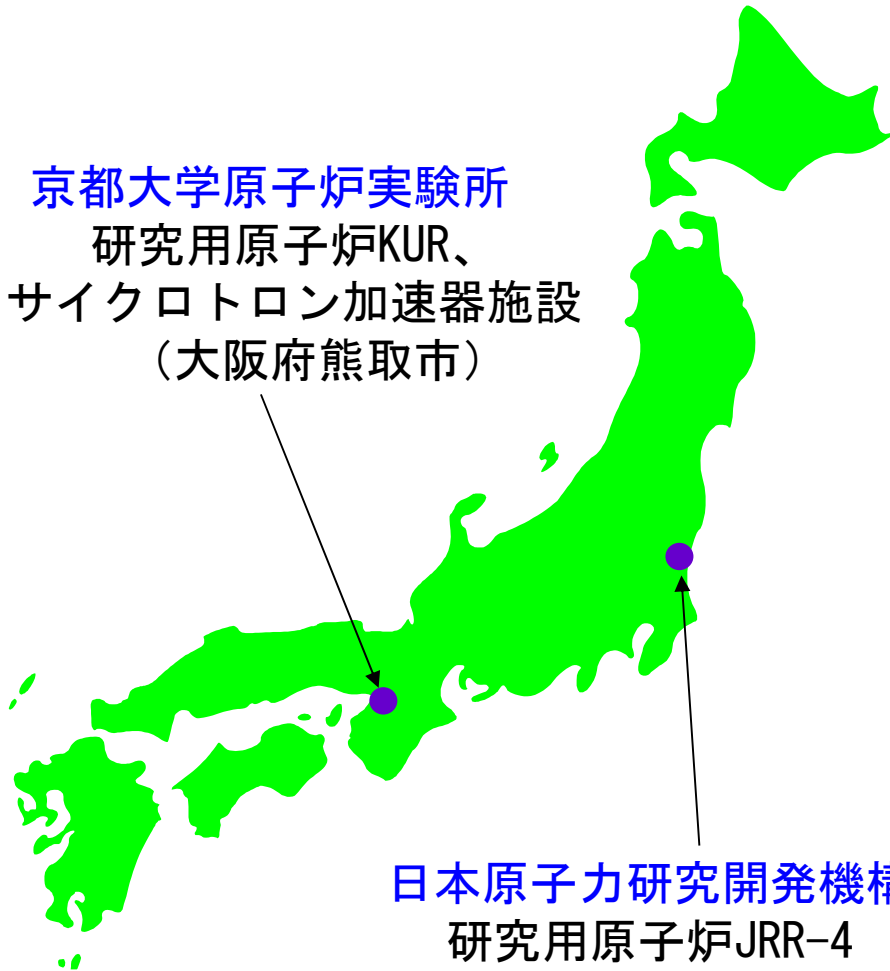 京都大学原子炉実験所
研究用原子炉KUR、
サイクロトロン加速器施設
（大阪府熊取市）
日本原子力研究開発機構
研究用原子炉JRR-4